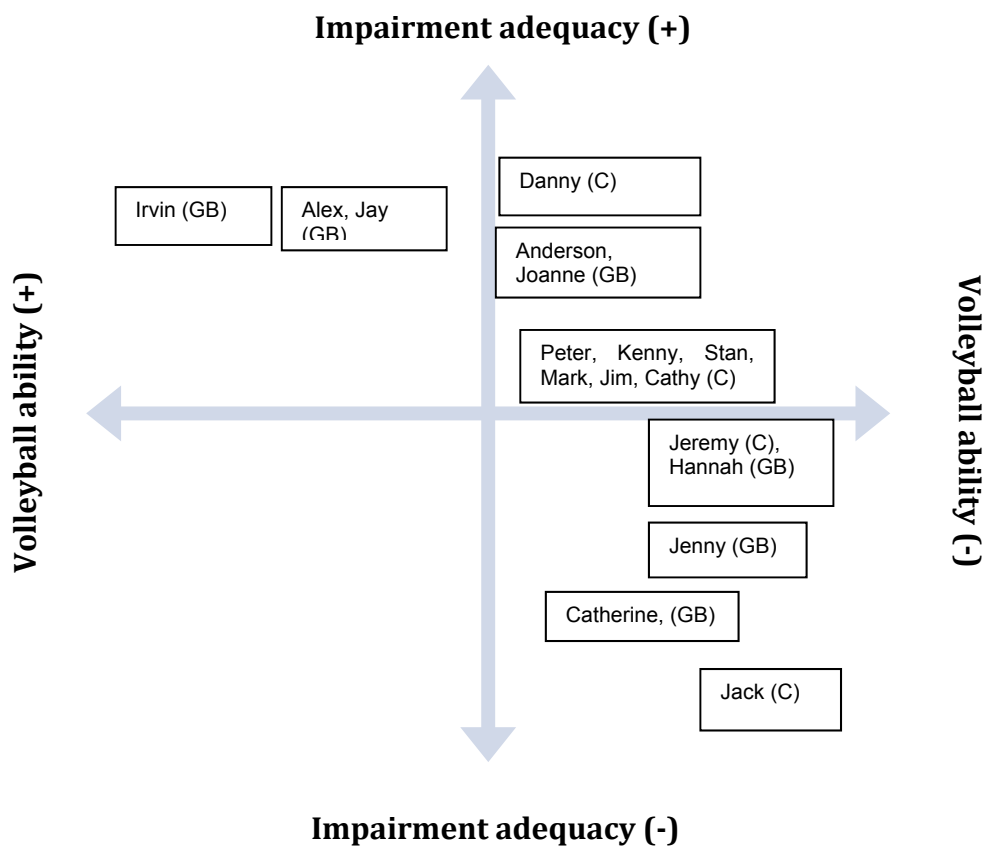 Impairment adequacy (+)
Danny (C)
Irvin (GB)
Alex, Jay
(GB)
Anderson,
Joanne (GB)
Volleyball ability (+)
Volleyball ability (-)
Peter, Kenny, Stan,
Mark, Jim, Cathy (C)
Jeremy (C),
Hannah (GB)
Jenny (GB)
Catherine, (GB)
Jack (C)
Impairment adequacy (-)